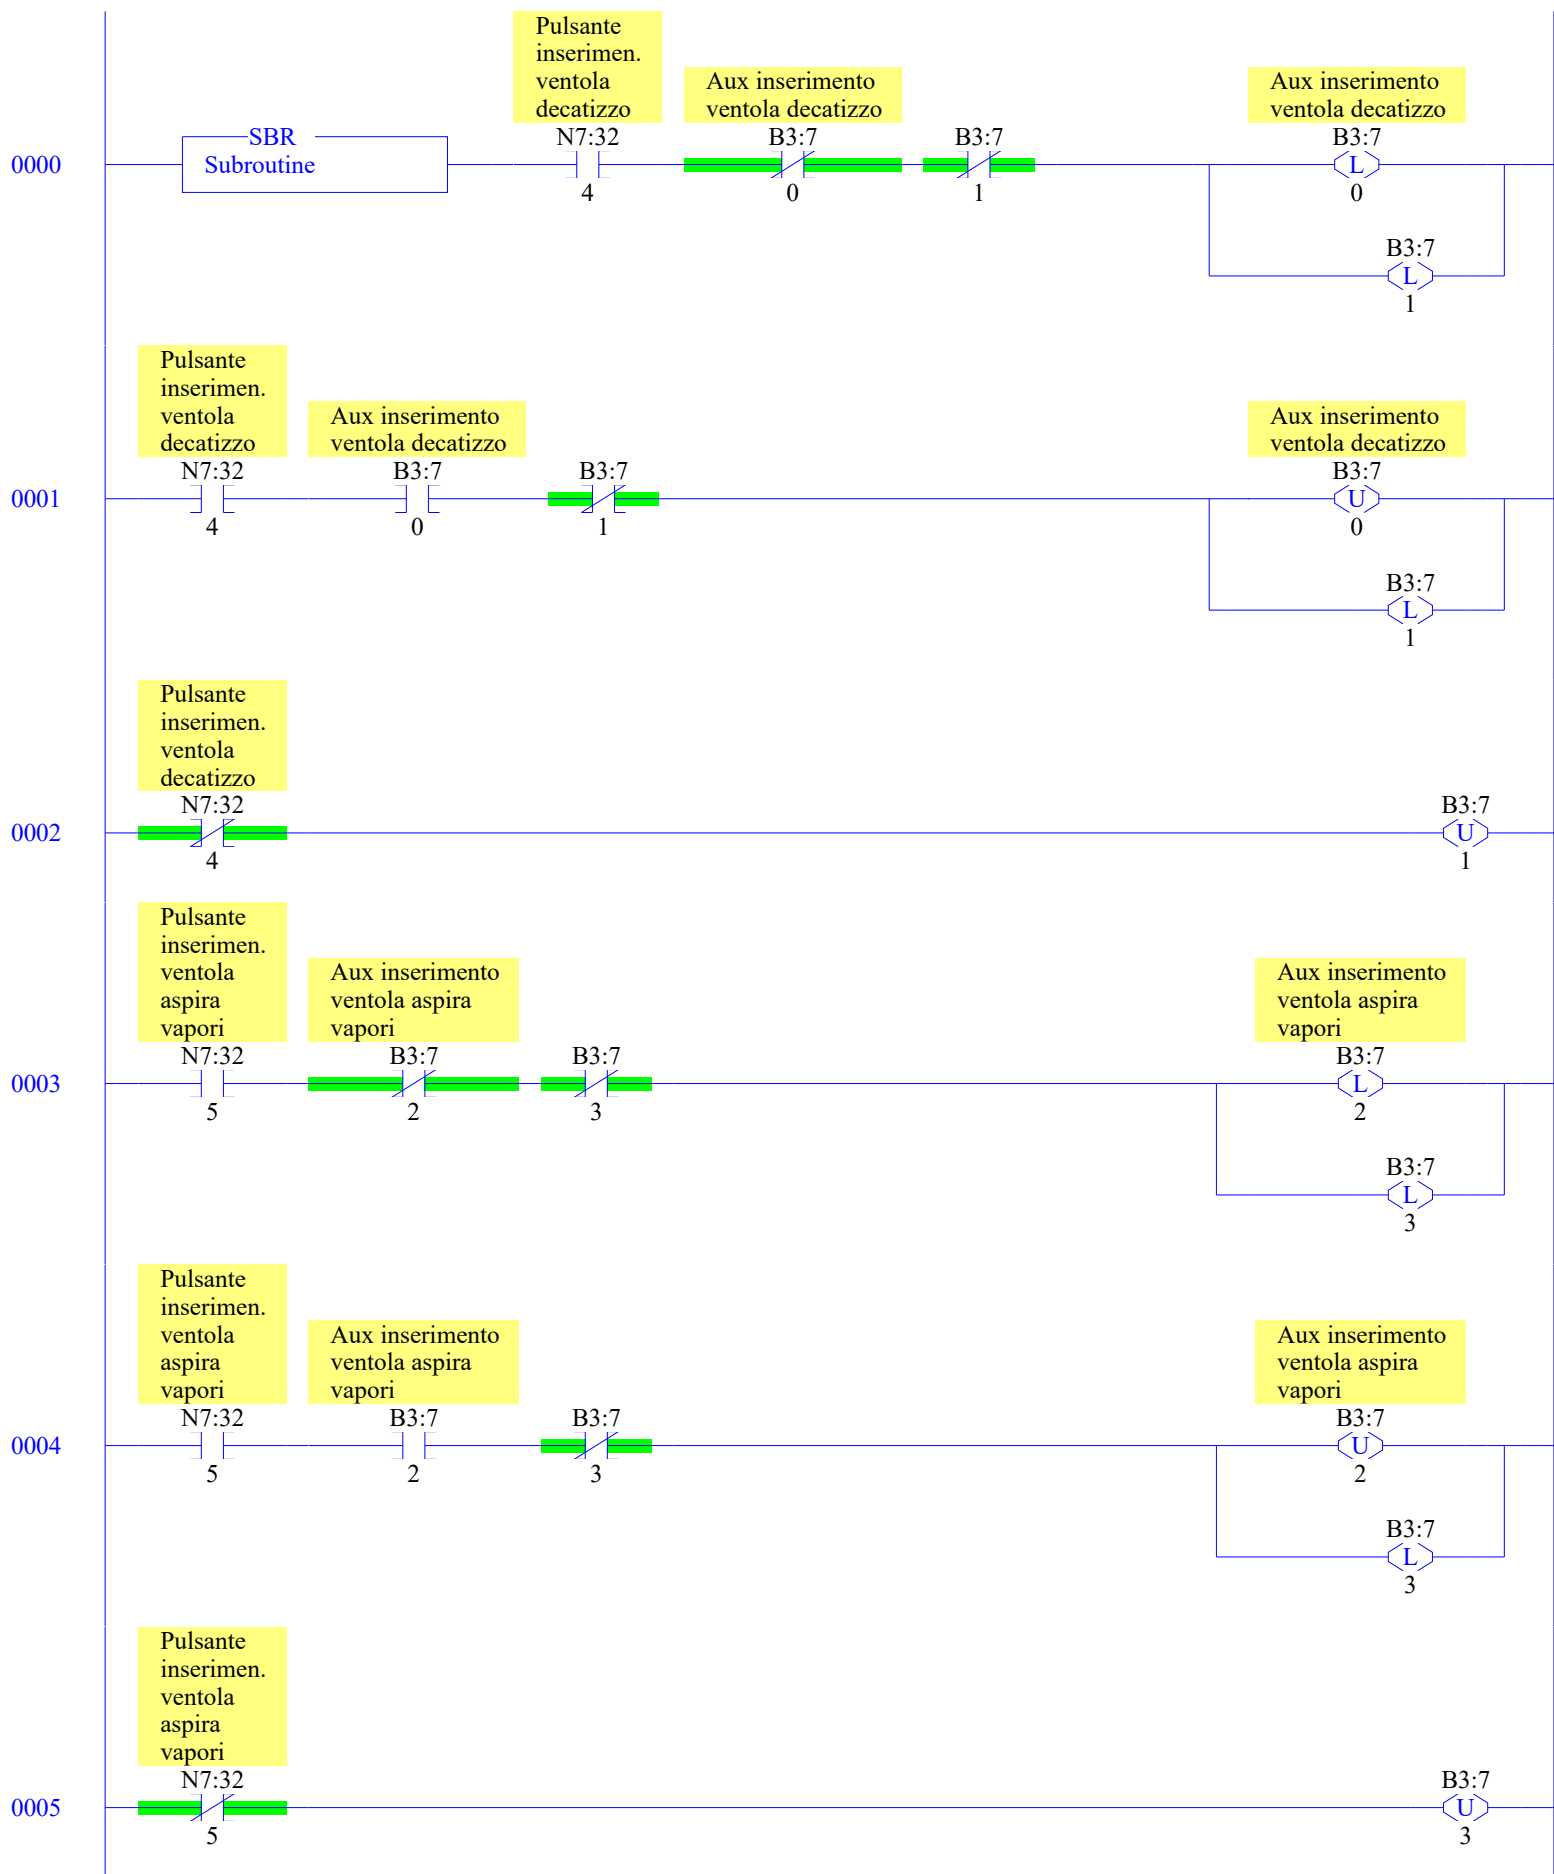 Pulsante
inserimen.
ventola
decatizzo
Aux inserimento
ventola decatizzo
Aux inserimento
ventola decatizzo
SBR
Subroutine
N7:32
B3:7
B3:7
B3:7
0000
L
4
0
1
0
B3:7
L
1
Pulsante
inserimen.
ventola
decatizzo
Aux inserimento
ventola decatizzo
Aux inserimento
ventola decatizzo
N7:32
B3:7
B3:7
B3:7
0001
U
4
0
1
0
B3:7
L
1
Pulsante
inserimen.
ventola
decatizzo
N7:32
B3:7
0002
U
4
1
Pulsante
inserimen.
ventola
aspira
vapori
Aux inserimento
ventola aspira
vapori
Aux inserimento
ventola aspira
vapori
N7:32
B3:7
B3:7
B3:7
0003
L
5
2
3
2
B3:7
L
3
Pulsante
inserimen.
ventola
aspira
vapori
Aux inserimento
ventola aspira
vapori
Aux inserimento
ventola aspira
vapori
N7:32
B3:7
B3:7
B3:7
0004
U
5
2
3
2
B3:7
L
3
Pulsante
inserimen.
ventola
aspira
vapori
N7:32
B3:7
0005
U
5
3